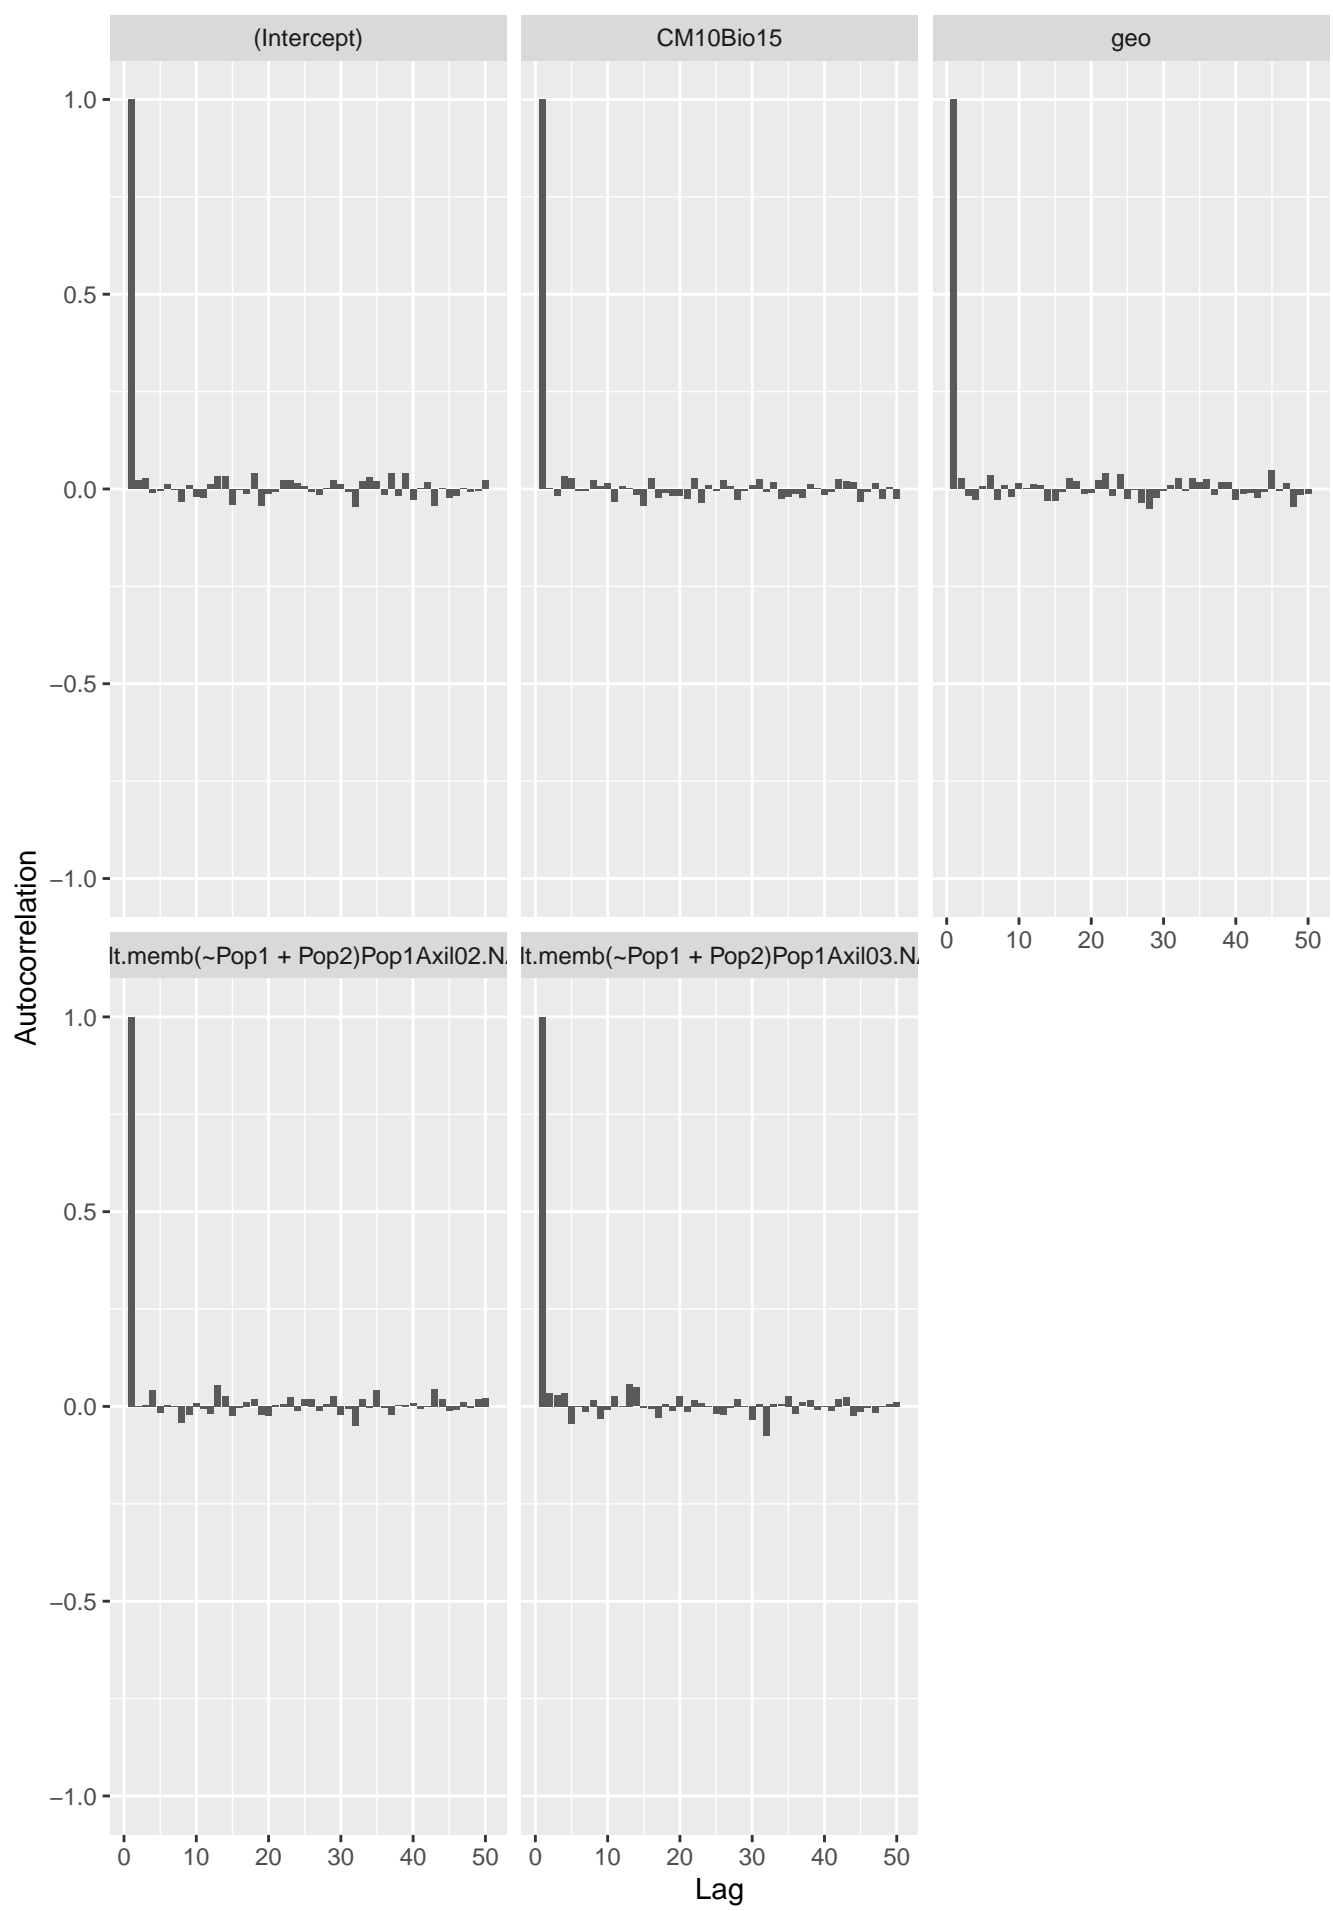 (Intercept)
CM10Bio15
geo
1.0
0.5
0.0
−0.5
−1.0
0 10 20 30 40 50
Autocorrelation
lt.memb(~Pop1 + Pop2)Pop1Axil02.N
lt.memb(~Pop1 + Pop2)Pop1Axil03.N
1.0
0.5
0.0
−0.5
−1.0
0 10 20 30 40 50
0 10 20 30 40 50
Lag